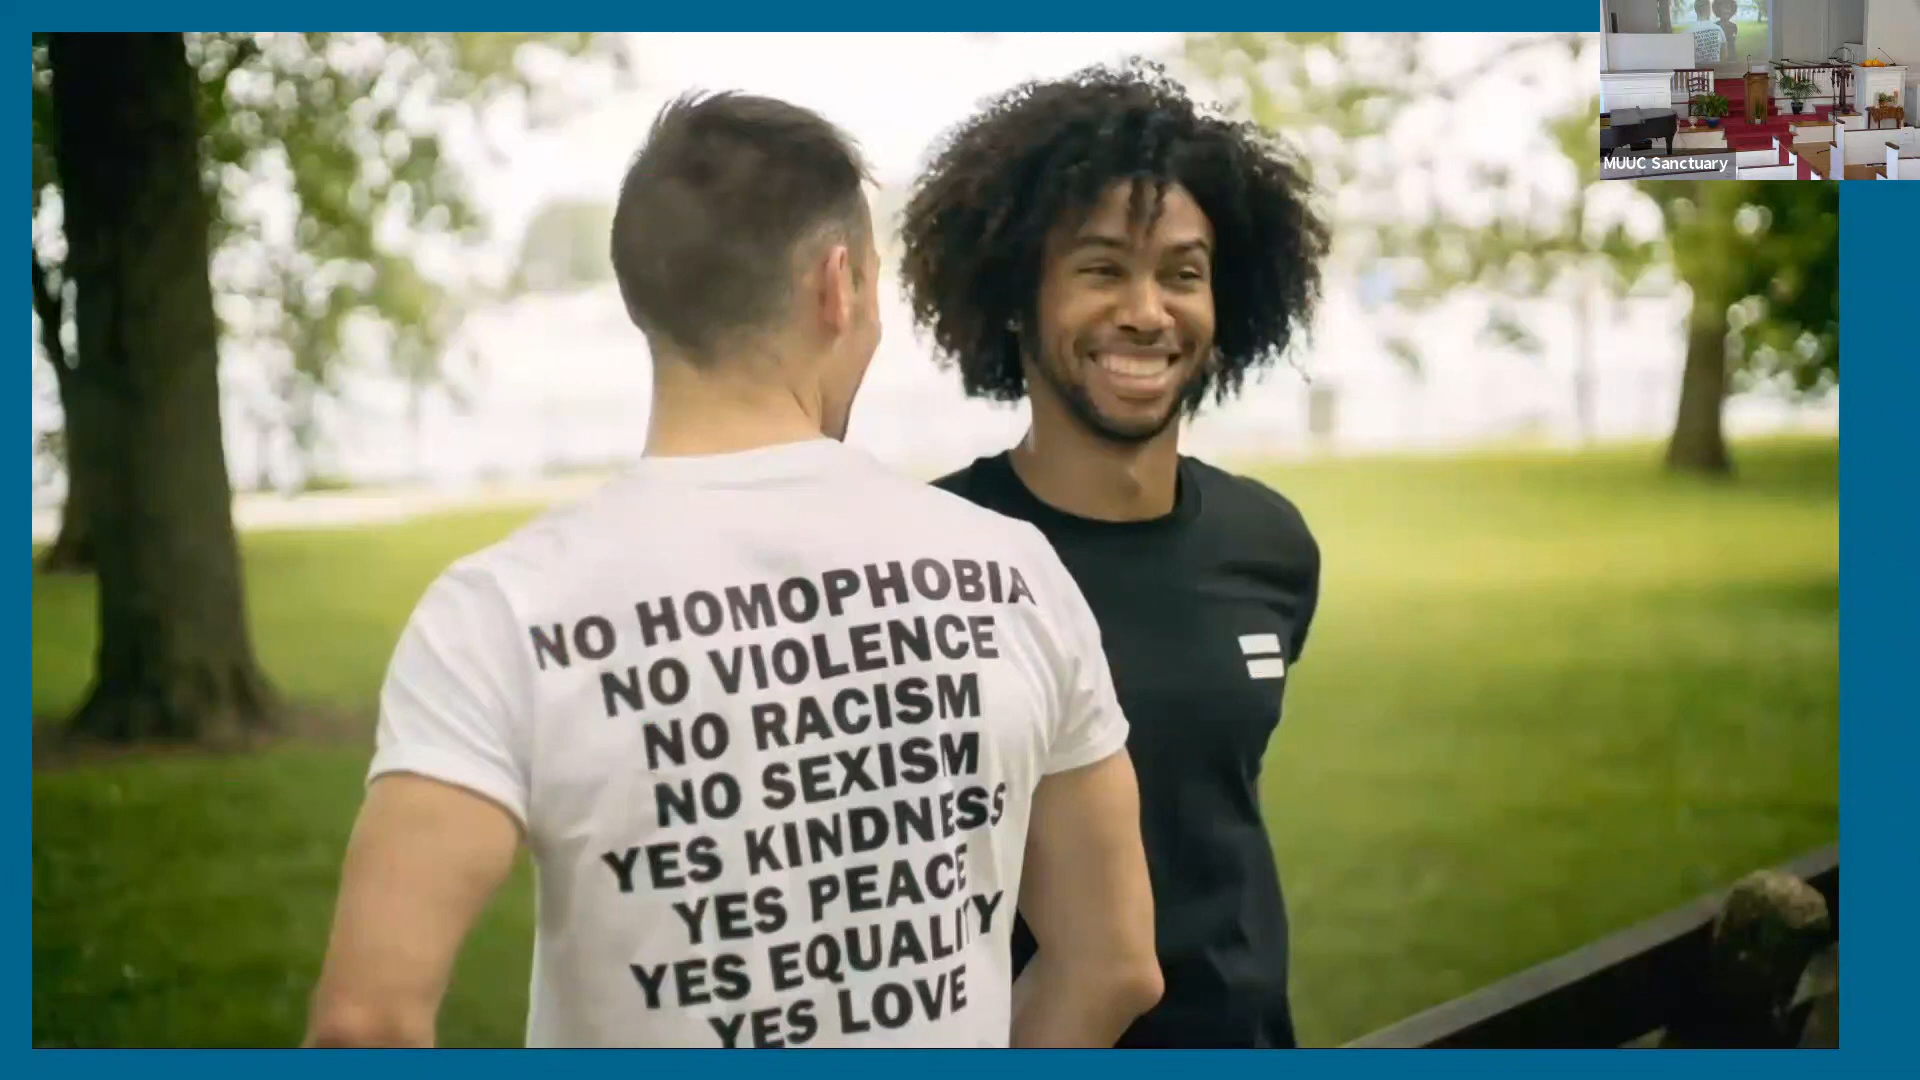 NO HOMOPHOBIA
NO VIOLENCE
NO RACISM
NO SEXISM
YES KINDNESS
YES PEACE
YES EQUALITY
YES LOVE
MUUC Sanctuary